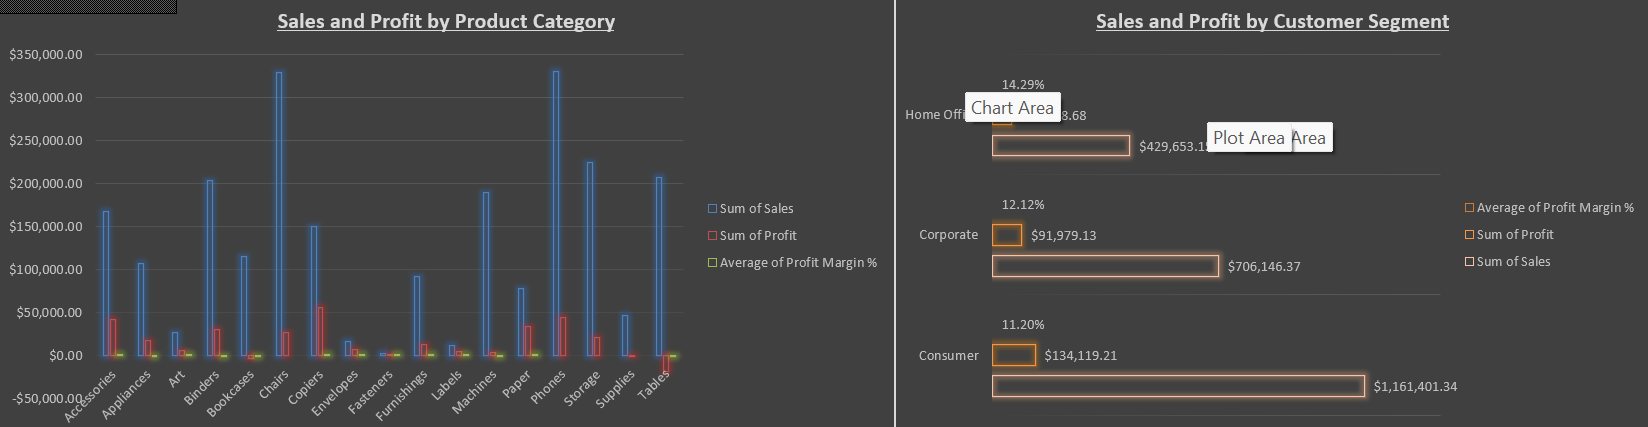 Sales and Profit by Product Category
$350,000.00
$300,000.00
$250,000.00
$200,000.00
$150,000.00
$100,000.00
$50,000.00
$0.00
-$50,000.00
Accessories
Appliances
Art
Binders
Bookcases
Chairs
Copiers
Envelopes
Fasteners
Furnishings
Labels
Machines
Paper
Phones
Storage
Supplies
Tables
Sum of Sales
Sum of Profit
Average of Profit Margin %
Sales and Profit by Customer Segment
14.29%
Home Offi
Chart Area
8.68
Plot Area
Area
$429,653.1
12.12%
Corporate
$91,979.13
$706,146.37
11.20%
Consumer
$134,119.21
$1,161,401.34
Average of Profit Margin %
Sum of Profit
Sum of Sales